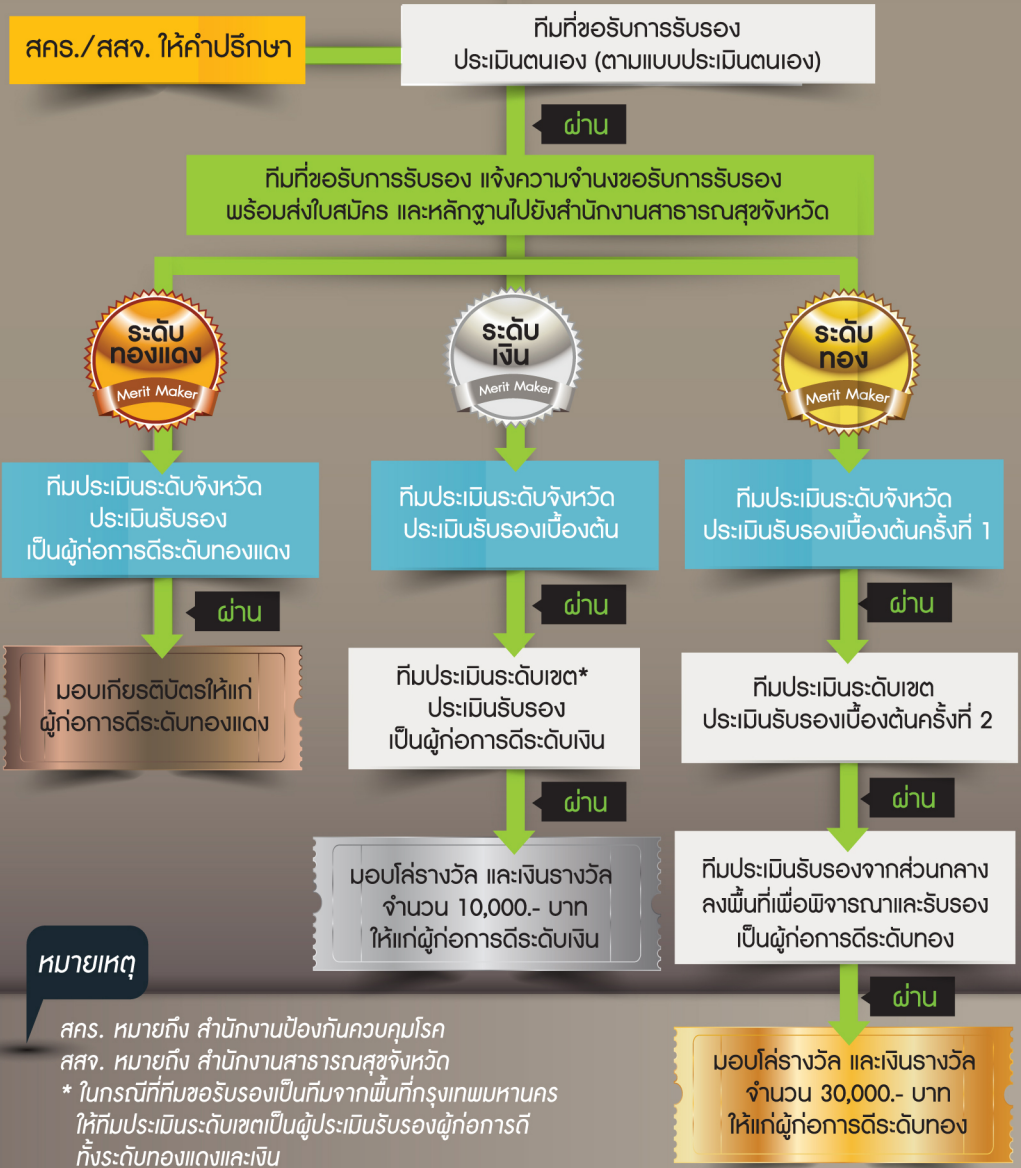 สคร./สสจ. ให้คำปรึกษา
ทีมที่ขอรับการรับรอง
ประเมินตนเอง (ตามแบบประเมินตนเอง)
ผ่าน
ทีมที่ขอรับการรับรอง แจ้งความจำนงขอรับการรับรอง
พร้อมส่งใบสมัคร และหลักฐานไปยังสำนักงานสาธารณสุขจังหวัด
ระดับ
ทองแดง
Merit Maker
ระดับ
เงิน
Merit Maker
ระดับ
ทอง
Merit Maker
ทีมประเมินระดับจังหวัด
ประเมินรับรอง
เป็นผู้ก่อการดีระดับทองแดง
ผ่าน
มอบเกียรติบัตรให้แก่
ผู้ก่อการดีระดับทองแดง
ทีมประเมินระดับจังหวัด
ประเมินรับรองเบื้องต้น
ผ่าน
ทีมประเมินระดับเขต*
ประเมินรับรอง
เป็นผู้ก่อการดีระดับเงิน
ผ่าน
มอบโล่รางวัล และเงินรางวัล
จำนวน 10,000.- บาท
ให้แก่ผู้ก่อการดีระดับเงิน
ทีมประเมินระดับจังหวัด
ประเมินรับรองเบื้องต้นครั้งที่ 1
ผ่าน
ทีมประเมินระดับเขต
ประเมินรับรองเบื้องต้นครั้งที่ 2
ผ่าน
ทีมประเมินรับรองจากส่วนกลาง
ลงพื้นที่เพื่อพิจารณาและรับรอง
เป็นผู้ก่อการดีระดับทอง
ผ่าน
มอบโล่รางวัล และเงินรางวัล
จำนวน 30,000.- บาท
ให้แก่ผู้ก่อการดีระดับทอง
หมายเหตุ
สคร. หมายถึง สำนักงานป้องกันควบคุมโรค
สสจ. หมายถึง สำนักงานสาธารณสุขจังหวัด
* ในกรณีที่ทีมขอรับรองเป็นทีมจากพื้นที่กรุงเทพมหานคร
ให้ทีมประเมินระดับเขตเป็นผู้ประเมินรับรองผู้ก่อการดี
ทั้งระดับทองแดงและเงิน